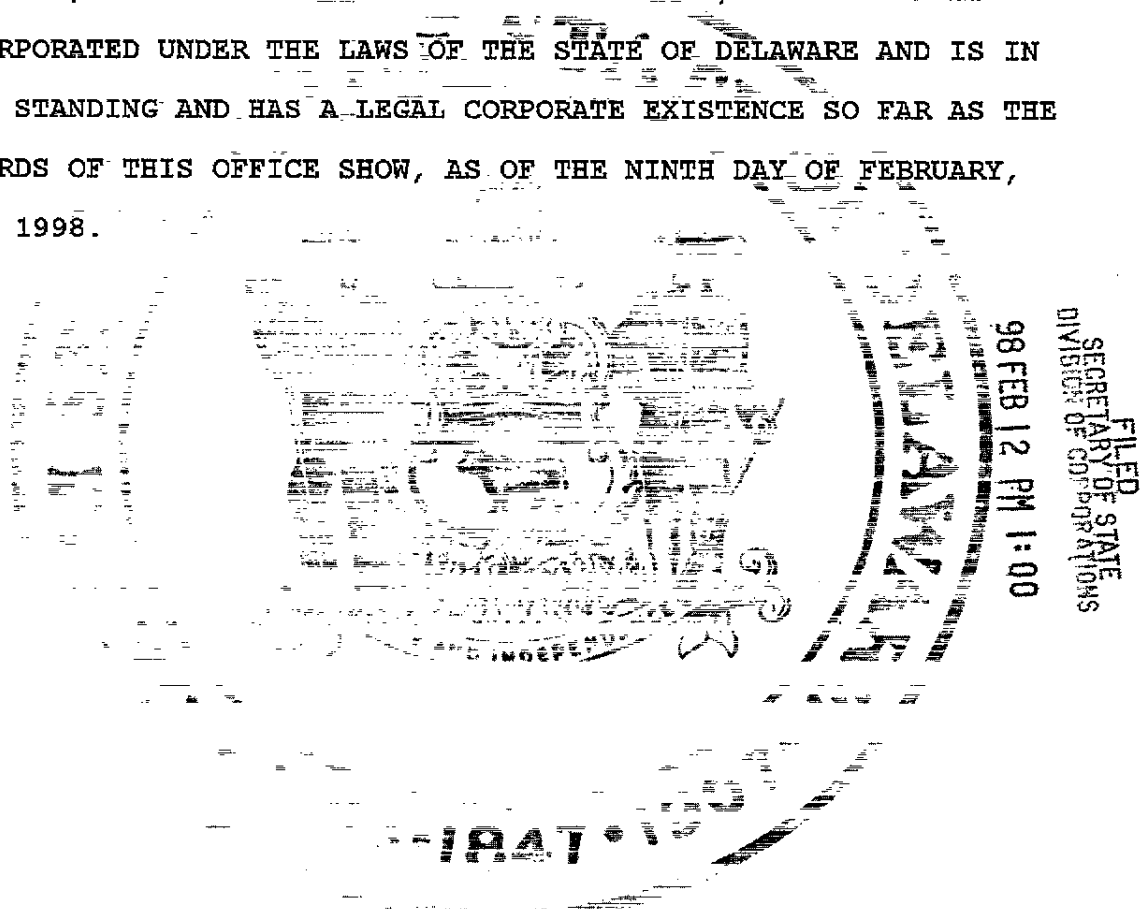 RPORATED UNDER THE LAWS OF THE STATE OF DELAWARE AND IS IN
STANDING AND HAS A LEGAL CORPORATE EXISTENCE SO FAR AS THE
RDS OF THIS OFFICE SHOW, AS OF THE NINTH DAY OF FEBRUARY,
1998.
FILED
SECRETARY OF STATE
DIVISION OF CORPORATIONS
98 FEB 12 PM 1:00